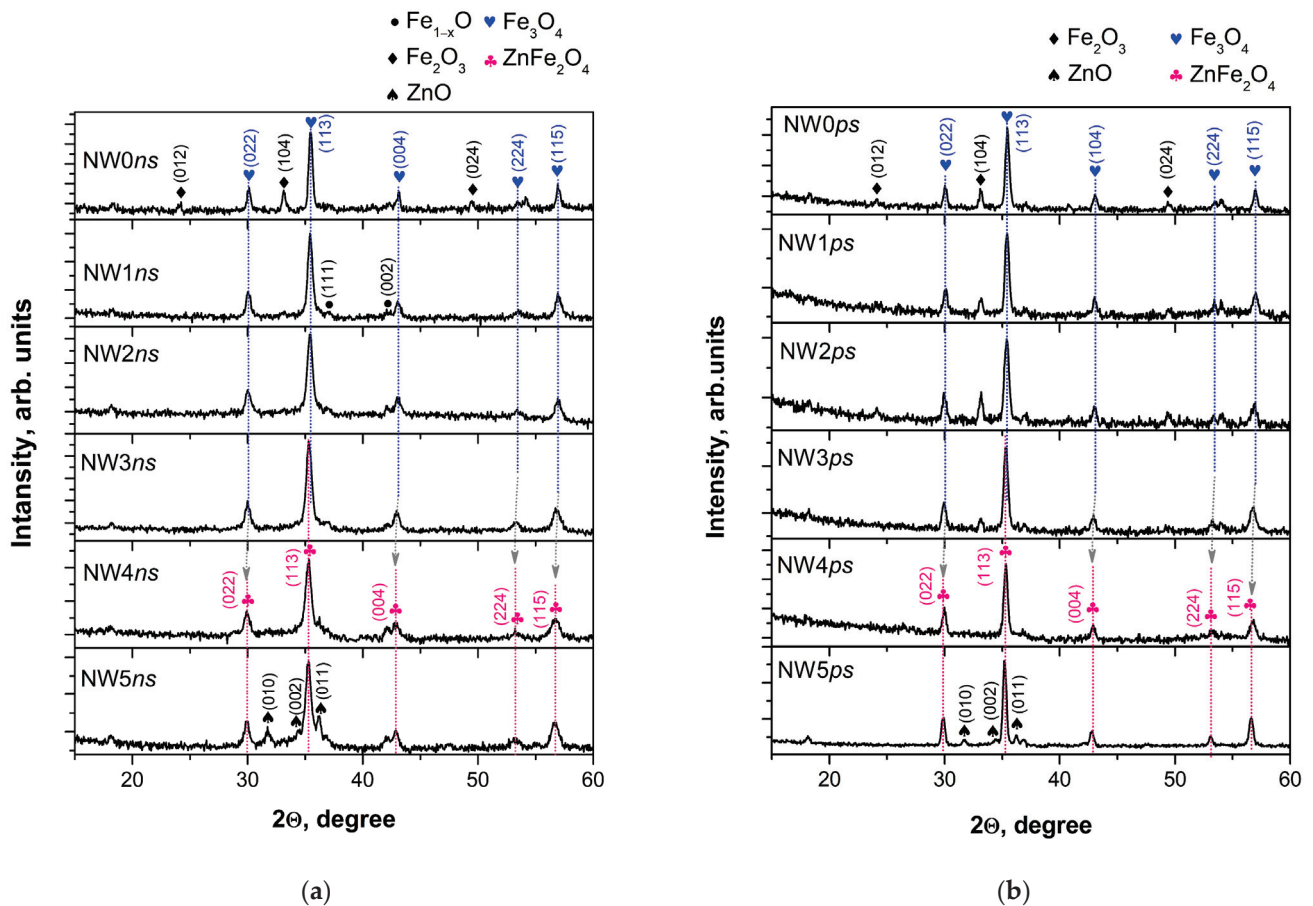 ● Fe₁₋ₓO ♥ Fe₃O₄
♦ Fe₂O₃ ♣ ZnFe₂O₄
♠ ZnO
NW0ns
(012)
(022)
(104)
(113)
(004)
(024)
(224)
(115)
NW1ns
(111)
(002)
NW2ns
NW3ns
NW4ns
(022)
(113)
(004)
(224)
(115)
NW5ns
(010)
(002)
(011)
20 30 40 50 60
2Θ, degree
Intansity, arb. units
(a)
♦ Fe₂O₃ ♥ Fe₃O₄
♠ ZnO ♣ ZnFe₂O₄
NW0ps
(012)
(022)
(104)
(113)
(104)
(024)
(224)
(115)
NW1ps
NW2ps
NW3ps
NW4ps
(022)
(113)
(004)
(224)
(115)
NW5ps
(010)
(002)
(011)
20 30 40 50 60
2Θ, degree
Intensity, arb.units
(b)